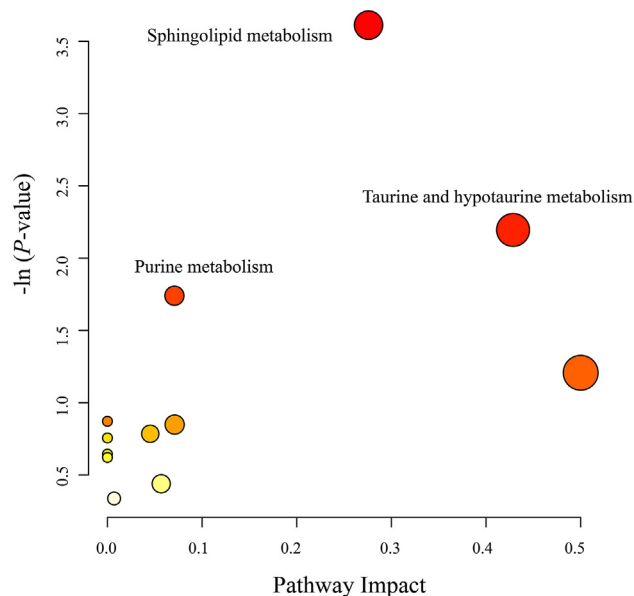 Sphingolipid metabolism
Taurine and hypotaurine metabolism
Purine metabolism
-ln (P-value)
3.5
3.0
2.5
2.0
1.5
1.0
0.5
0.0 0.1 0.2 0.3 0.4 0.5
Pathway Impact